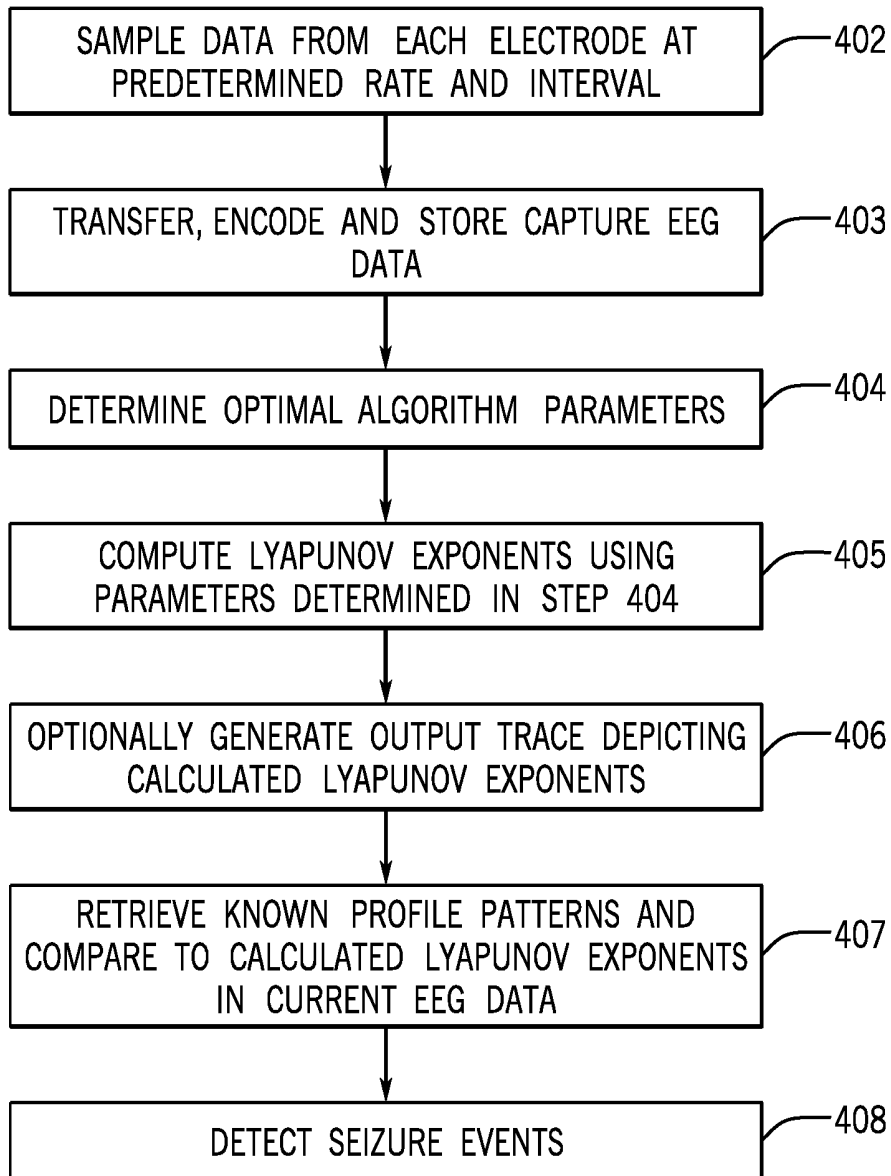 SAMPLE DATA FROM EACH ELECTRODE AT
PREDETERMINED RATE AND INTERVAL
402
TRANSFER, ENCODE AND STORE CAPTURE EEG
DATA
403
DETERMINE OPTIMAL ALGORITHM PARAMETERS
404
COMPUTE LYAPUNOV EXPONENTS USING
PARAMETERS DETERMINED IN STEP 404
405
OPTIONALLY GENERATE OUTPUT TRACE DEPICTING
CALCULATED LYAPUNOV EXPONENTS
406
RETRIEVE KNOWN PROFILE PATTERNS AND
COMPARE TO CALCULATED LYAPUNOV EXPONENTS
IN CURRENT EEG DATA
407
DETECT SEIZURE EVENTS
408